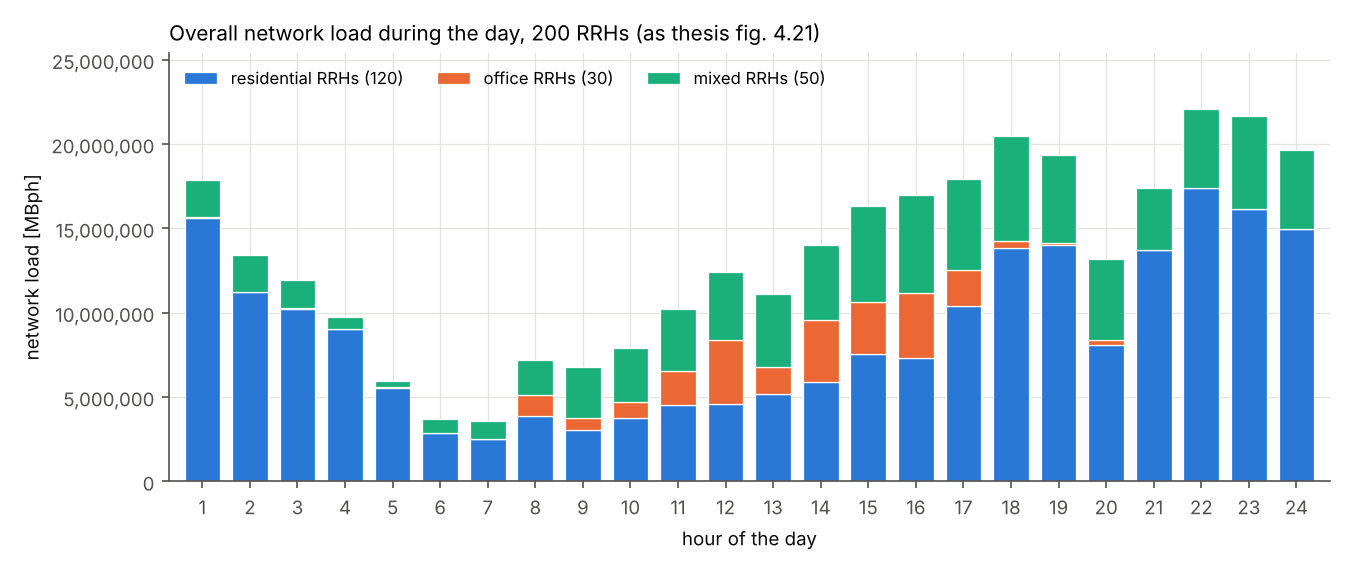 Overall network load during the day, 200 RRHs (as thesis fig. 4.21)
residential RRHs (120) office RRHs (30) mixed RRHs (50)
network load [MBph]
25,000,000
20,000,000
15,000,000
10,000,000
5,000,000
0
1 2 3 4 5 6 7 8 9 10 11 12 13 14 15 16 17 18 19 20 21 22 23 24
hour of the day